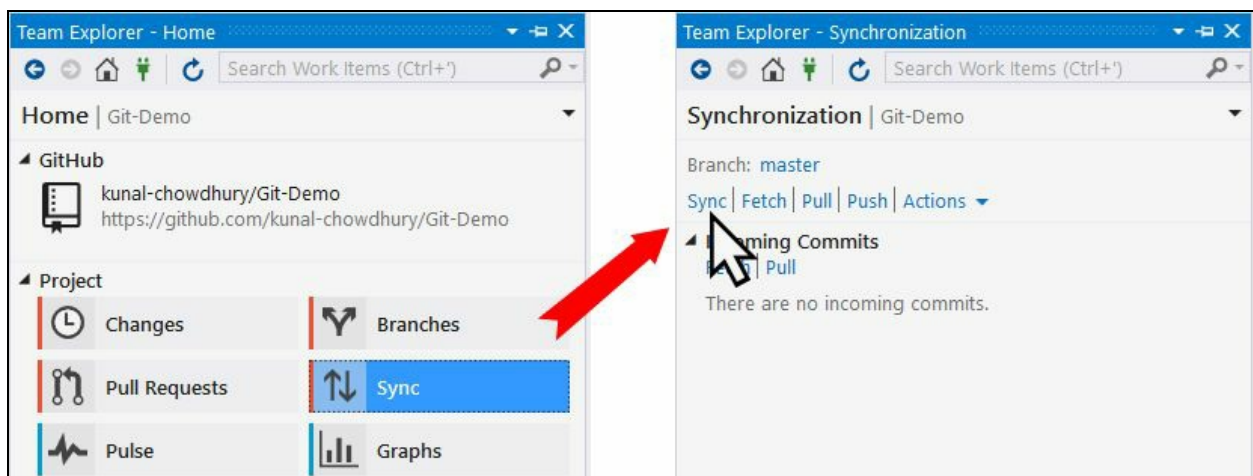 Team Explorer - Home
Search Work Items (Ctrl+')
Home | Git-Demo
GitHub
kunal-chowdhury/Git-Demo
https://github.com/kunal-chowdhury/Git-Demo
Project
Changes
Branches
Pull Requests
Sync
Pulse
Graphs
Team Explorer - Synchronization
Search Work Items (Ctrl+')
Synchronization | Git-Demo
Branch: master
Sync | Fetch | Pull | Push | Actions
Commits
Pull
There are no incoming commits.